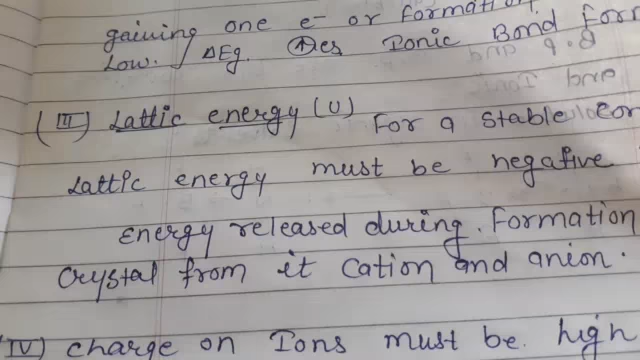 gaining one e- or formation
Low. / ΔEg. ↑es Ionic Bond Form
(III) Lattic energy (U) For a stable
Lattic energy must be negative
Energy released during. Formation
Crystal from it cation and anion.
(IV) charge on Ions must be. high